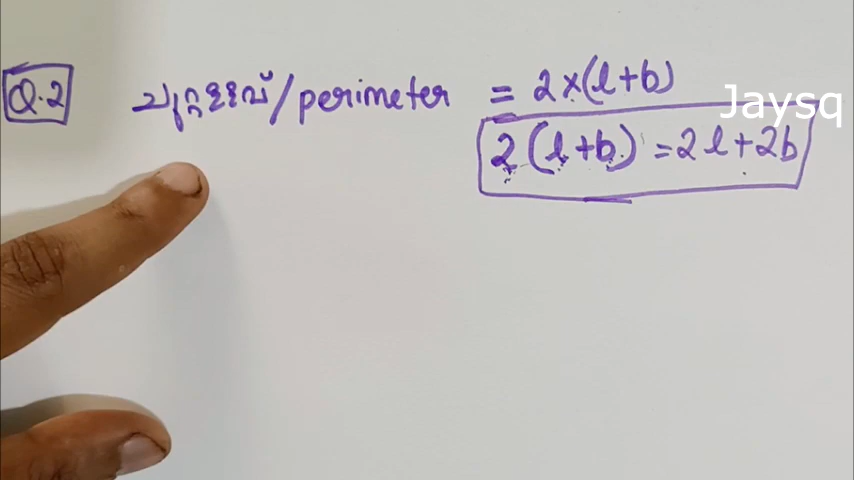 Q.2 ചുറ്റളവ്/perimeter = 2×(l+b)
Jaysq
2(l+b) = 2l+2b